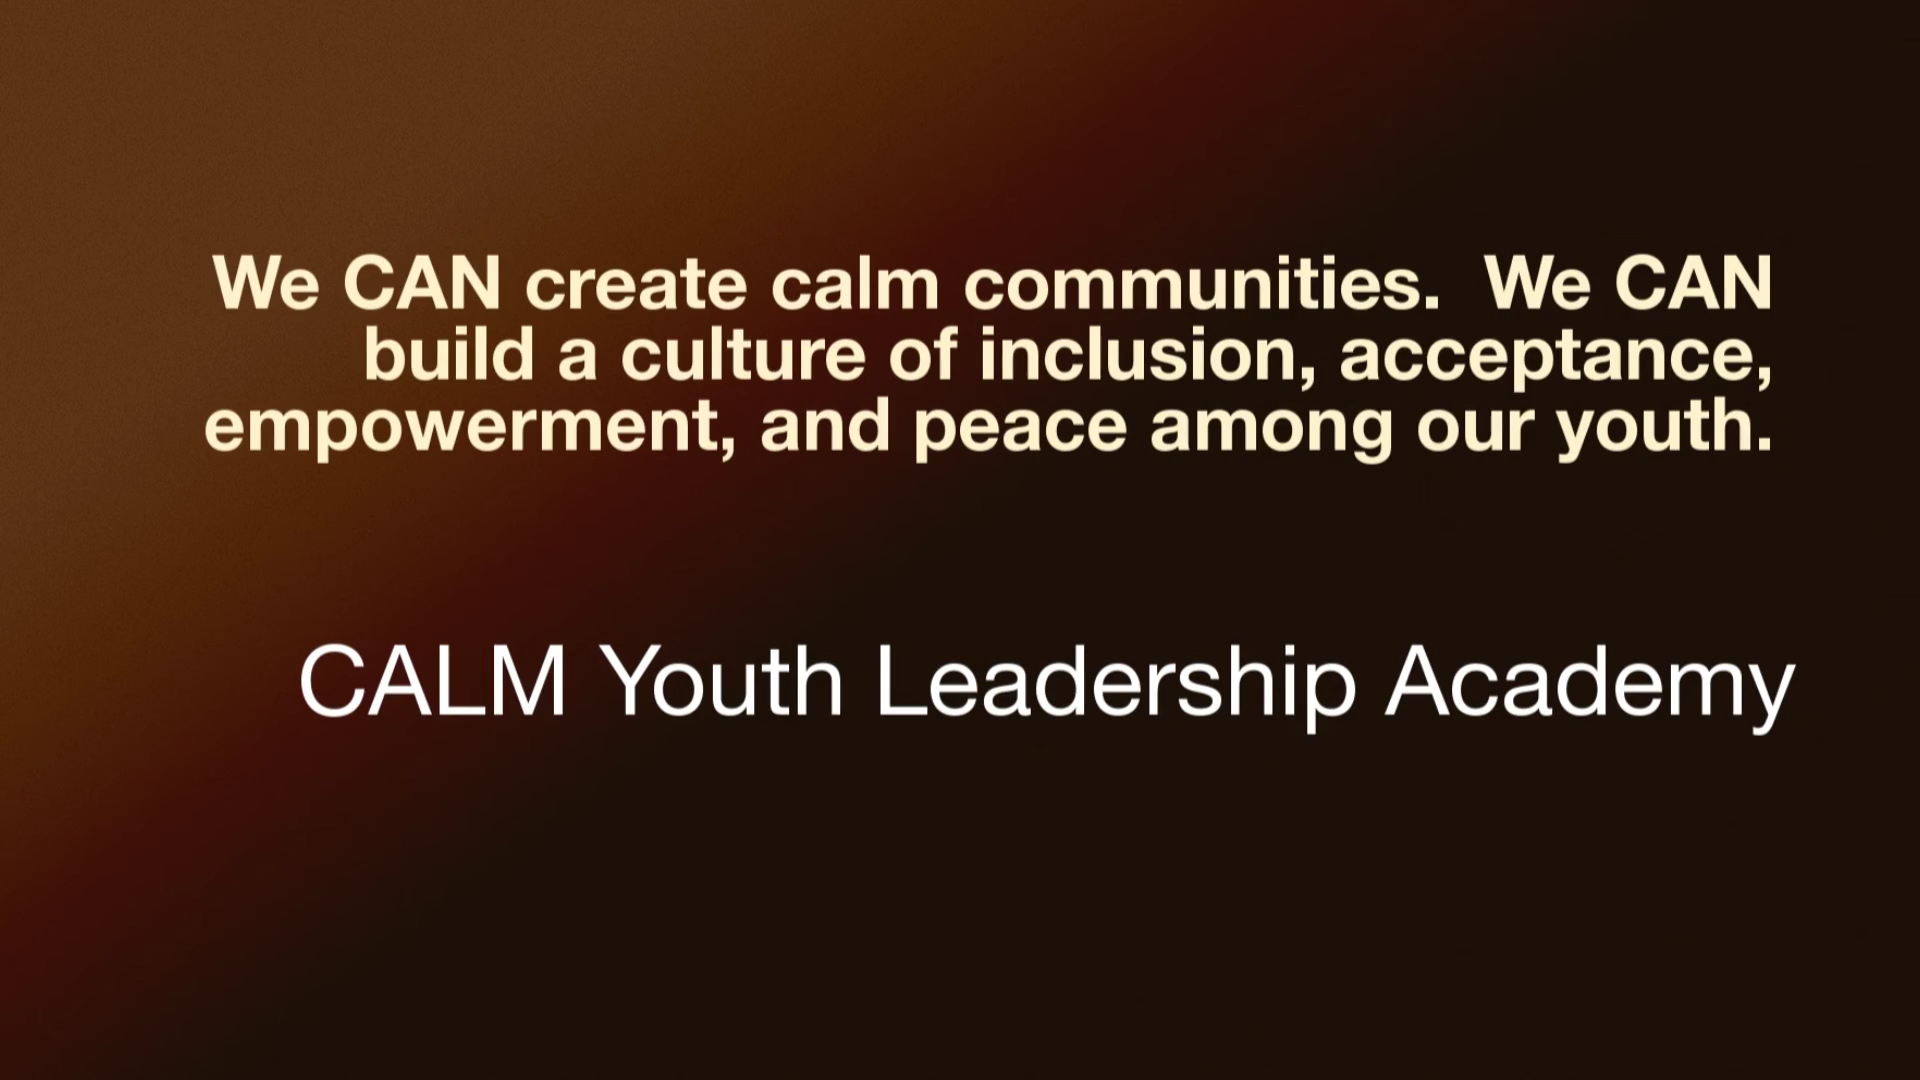 We CAN create calm communities.  We CAN
build a culture of inclusion, acceptance,
empowerment, and peace among our youth.
CALM Youth Leadership Academy